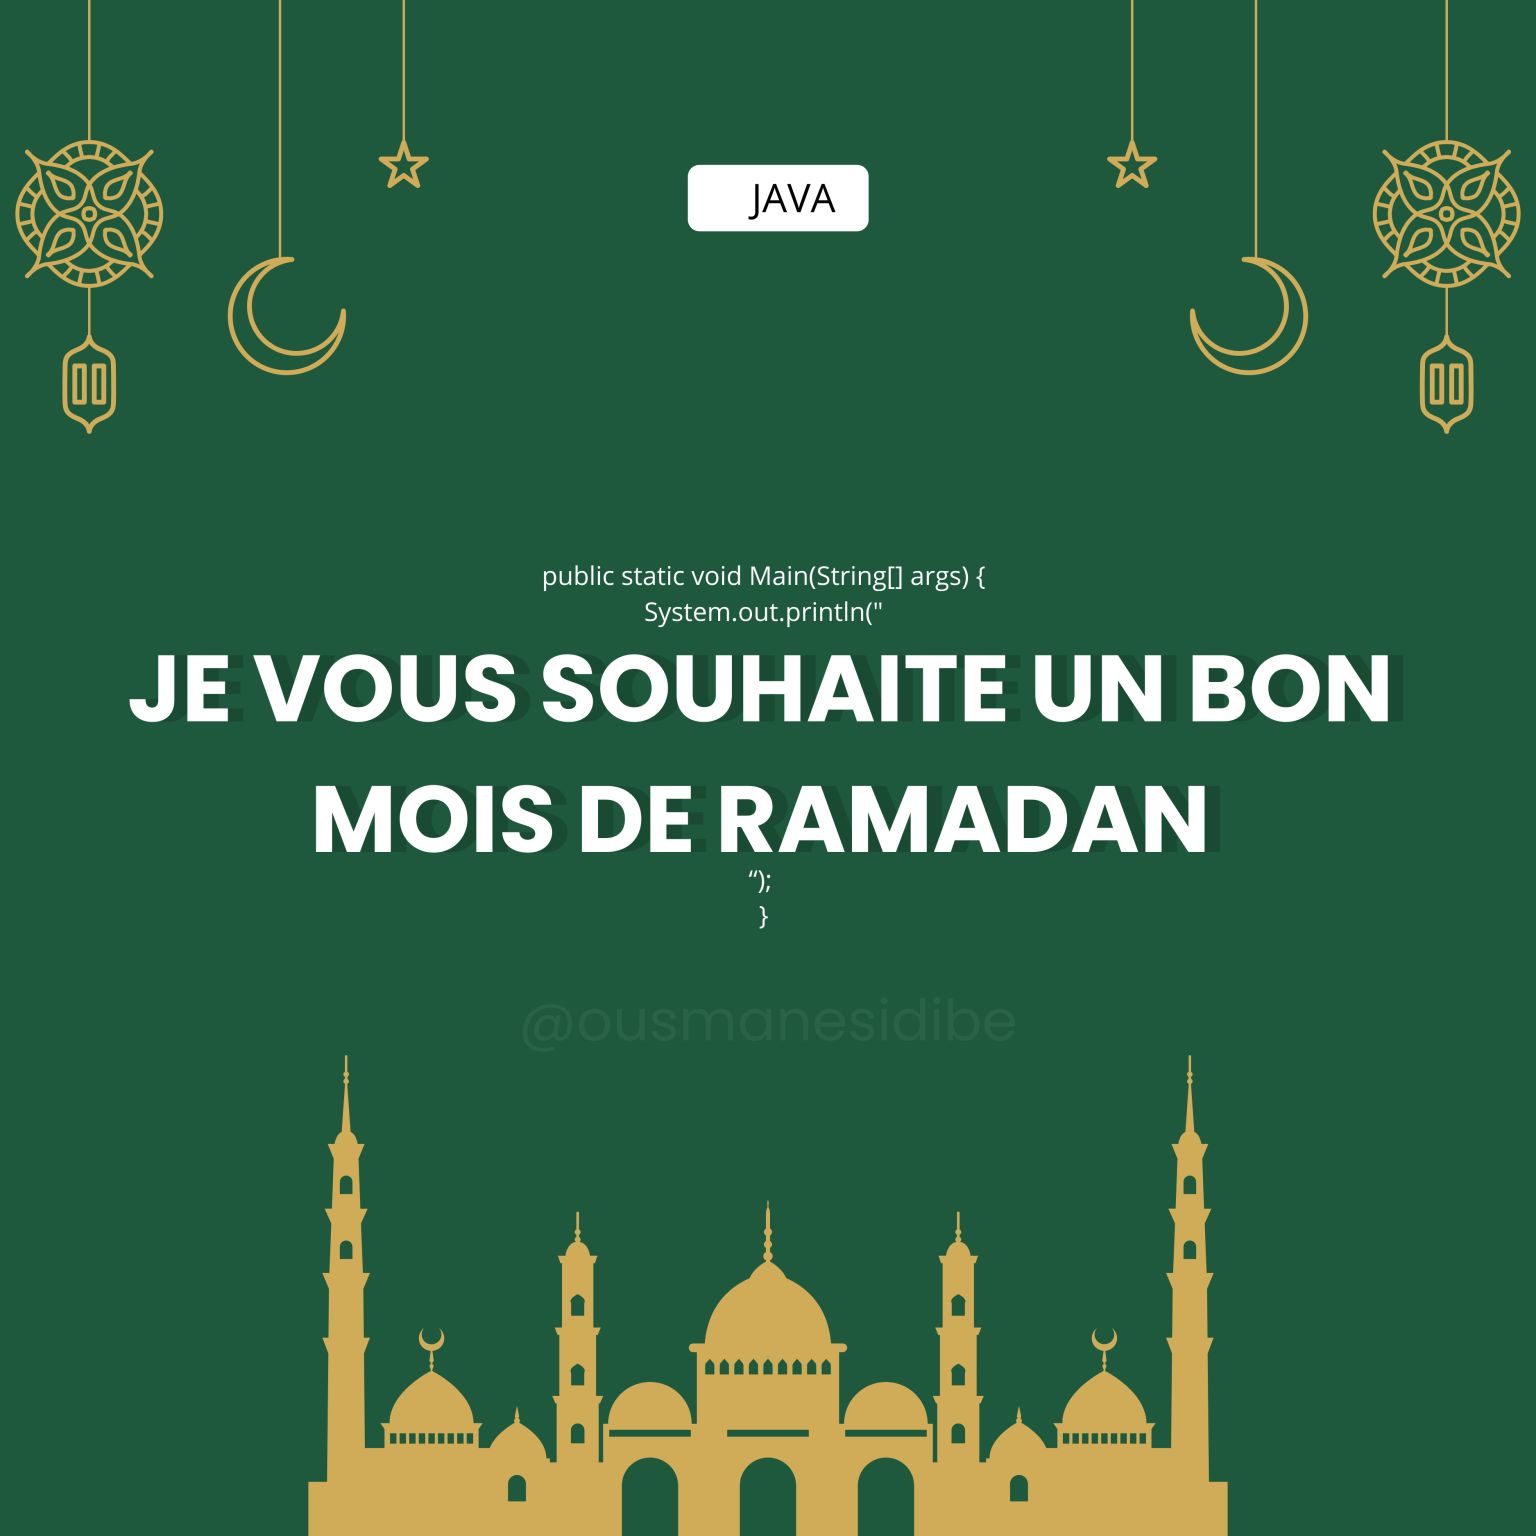 JAVA
public static void Main(String[] args) {
System.out.println("
JE VOUS SOUHAITE UN BON
MOIS DE RAMADAN
“);
}
@ousmanesidibe